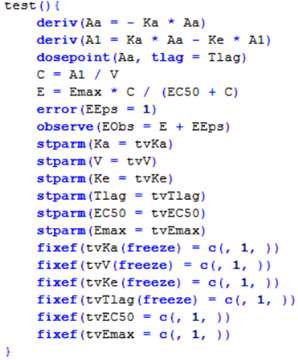 test(){
deriv(Aa = - Ka * Aa)
deriv(A1 = Ka * Aa - Ke * A1)
dosepoint(Aa, tlag = Tlag)
C = A1 / V
E = Emax * C / (EC50 + C)
error(EEps = 1)
observe(EObs = E + EEps)
stparm(Ka = tvKa)
stparm(V = tvV)
stparm(Ke = tvKe)
stparm(Tlag = tvTlag)
stparm(EC50 = tvEC50)
stparm(Emax = tvEmax)
fixef(tvKa(freeze) = c(, 1, ))
fixef(tvV(freeze) = c(, 1, ))
fixef(tvKe(freeze) = c(, 1, ))
fixef(tvTlag(freeze) = c(, 1, ))
fixef(tvEC50 = c(, 1, ))
fixef(tvEmax = c(, 1, ))
}